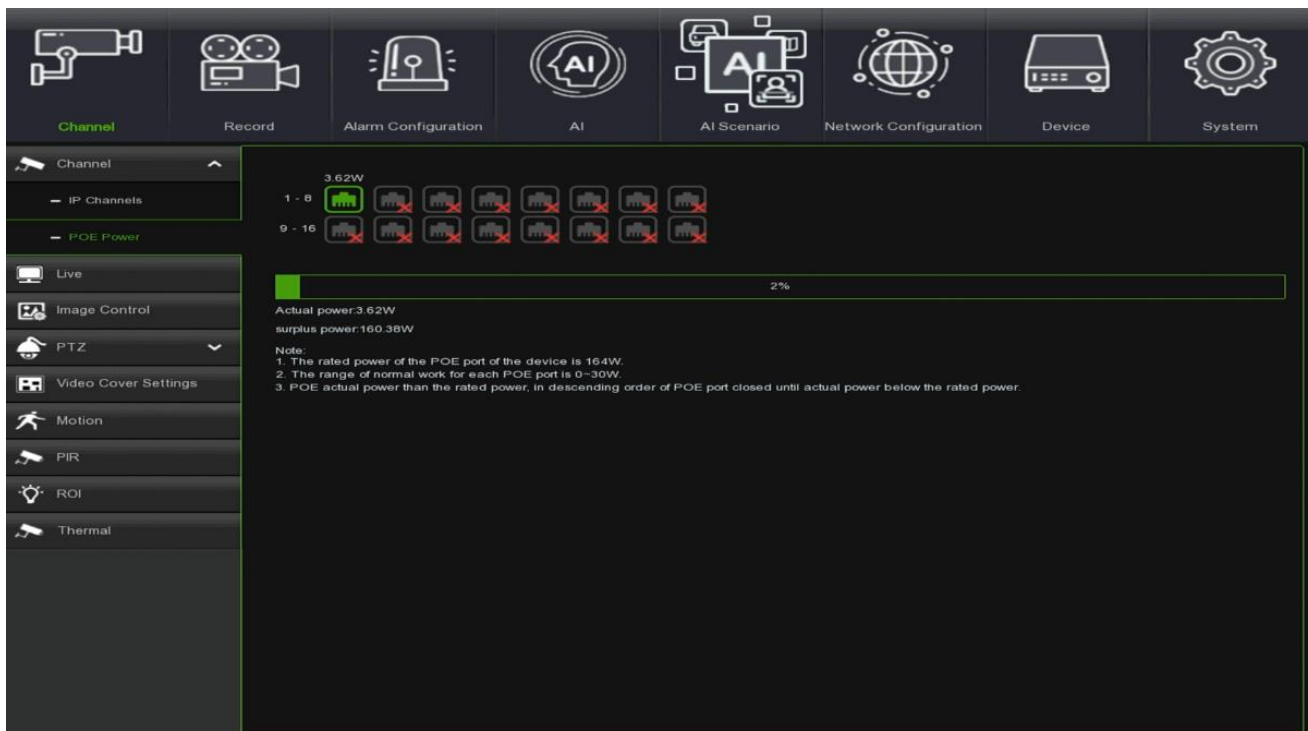 AI
AI
Channel
Record
Alarm Configuration
AI
AI Scenario
Network Configuration
Device
System
Channel
IP Channels
POE Power
Live
Image Control
PTZ
Video Cover Settings
Motion
PIR
ROI
Thermal
3.62W
1 - 8
9 - 16
2%
Actual power:3.62W
surplus power:160.38W
Note:
1. The rated power of the POE port of the device is 164W.
2. The range of normal work for each POE port is 0~30W.
3. POE actual power than the rated power, in descending order of POE port closed until actual power below the rated power.